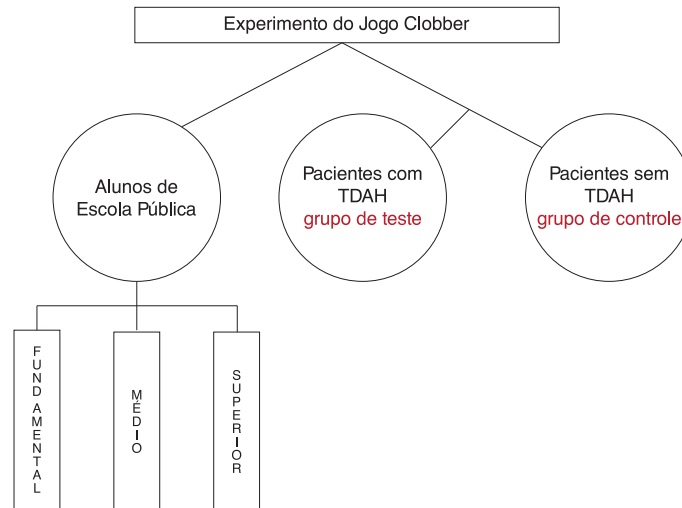 Experimento do Jogo Clobber
Alunos de
Escola Pública
Pacientes com
TDAH
grupo de teste
Pacientes sem
TDAH
grupo de controle
FUNDAMENTAL
MÉDIO
SUPERIOR